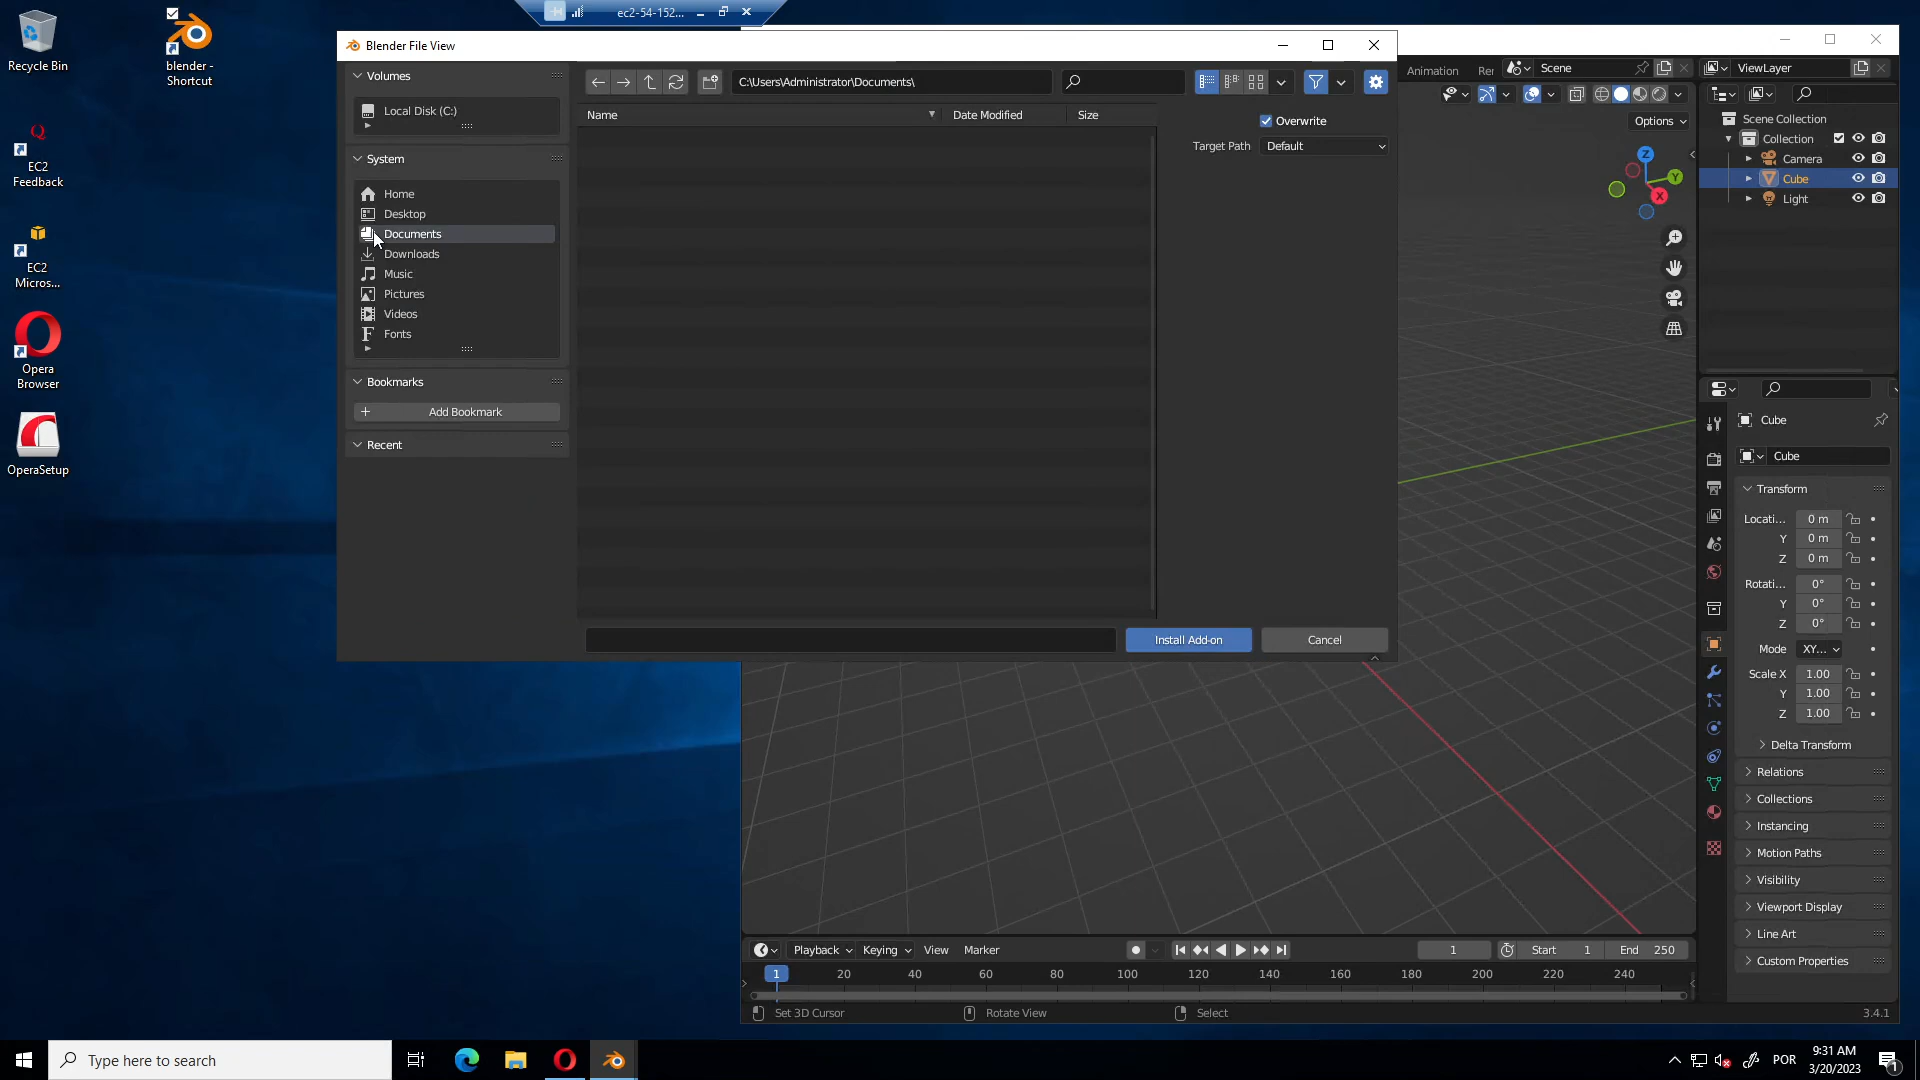 ec2-54-152...
Recycle Bin
blender -
Shortcut
EC2
Feedback
EC2
Micros...
Opera
Browser
OperaSetup
Blender File View
Volumes
Local Disk (C:)
System
Home
Desktop
Documents
Downloads
Music
Pictures
Videos
Fonts
Bookmarks
Add Bookmark
Recent
C:\Users\Administrator\Documents\
Name
Date Modified
Size
Overwrite
Target Path
Default
Install Add-on
Cancel
Animation
Rer
Scene
ViewLayer
Options
Z
Y
X
Scene Collection
Collection
Camera
Cube
Light
Cube
Cube
Transform
Locati... 0 m
Y 0 m
Z 0 m
Rotati... 0°
Y 0°
Z 0°
Mode XY...
Scale X 1.00
Y 1.00
Z 1.00
Delta Transform
Relations
Collections
Instancing
Motion Paths
Visibility
Viewport Display
Line Art
Custom Properties
Playback Keying View Marker
1 Start 1 End 250
1 20 40 60 80 100 120 140 160 180 200 220 240
Set 3D Cursor Rotate View Select 3.4.1
Type here to search
POR
9:31 AM
3/20/2023
1